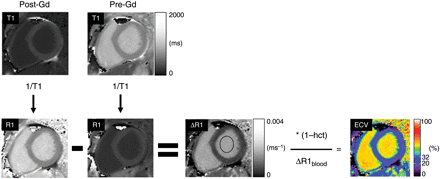 Post-Gd Pre-Gd
T1 T1 2000
(ms)
0
1/T1 1/T1
R1 R1 ΔR1 0.004 ECV 100
(ms⁻¹)
* (1–hct)
ΔR1blood
- = =
(%)
32
20
0 0